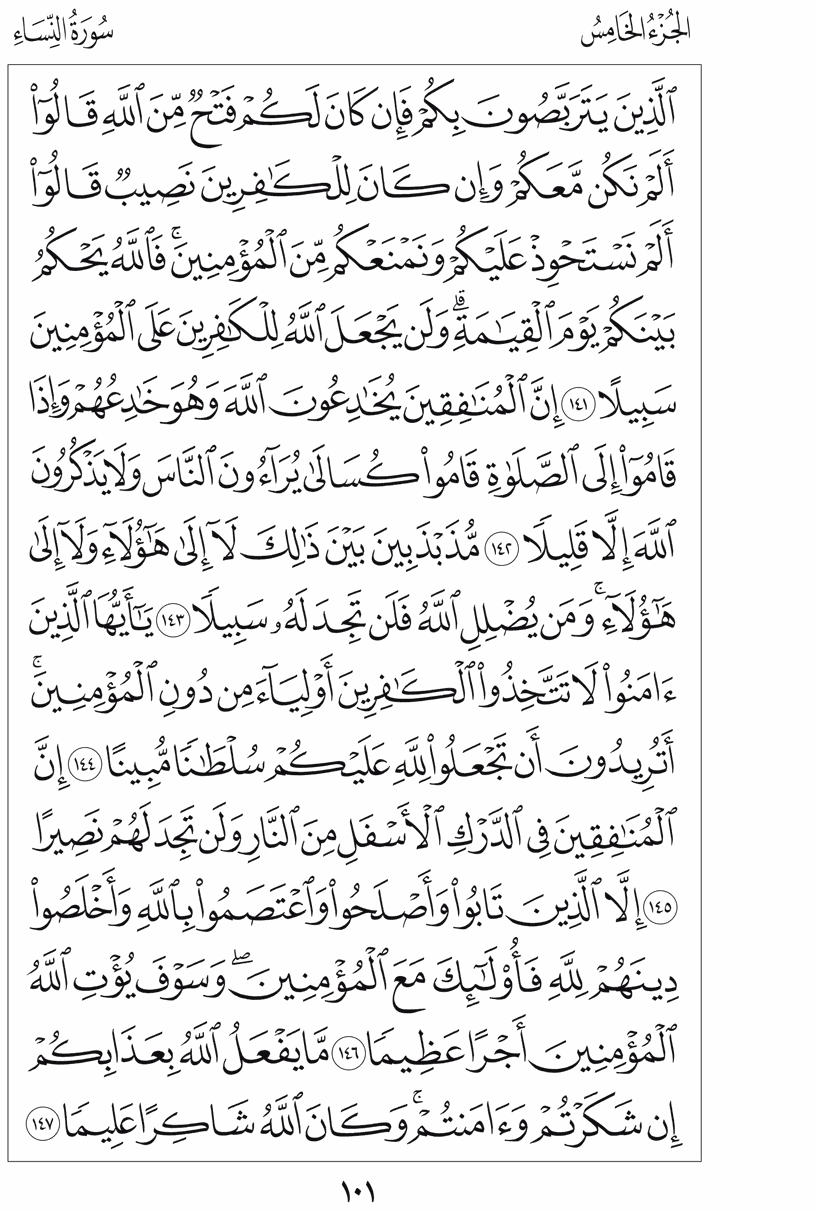 الجُزْءُ الخَامِسُ
سُورَةُ النِّسَاءِ
ٱلَّذِينَ يَتَرَبَّصُونَ بِكُمۡ فَإِن كَانَ لَكُمۡ فَتۡحٞ مِّنَ ٱللَّهِ قَالُوٓاْ
أَلَمۡ نَكُن مَّعَكُمۡ وَإِن كَانَ لِلۡكَٰفِرِينَ نَصِيبٞ قَالُوٓاْ
أَلَمۡ نَسۡتَحۡوِذۡ عَلَيۡكُمۡ وَنَمۡنَعۡكُم مِّنَ ٱلۡمُؤۡمِنِينَۚ فَٱللَّهُ يَحۡكُمُ
بَيۡنَكُمۡ يَوۡمَ ٱلۡقِيَٰمَةِۗ وَلَن يَجۡعَلَ ٱللَّهُ لِلۡكَٰفِرِينَ عَلَى ٱلۡمُؤۡمِنِينَ
سَبِيلًا ١٤١ إِنَّ ٱلۡمُنَٰفِقِينَ يُخَٰدِعُونَ ٱللَّهَ وَهُوَ خَٰدِعُهُمۡ وَإِذَا
قَامُوٓاْ إِلَى ٱلصَّلَوٰةِ قَامُواْ كُسَالَىٰ يُرَآءُونَ ٱلنَّاسَ وَلَا يَذۡكُرُونَ
ٱللَّهَ إِلَّا قَلِيلٗا ١٤٢ مُّذَبۡذَبِينَ بَيۡنَ ذَٰلِكَ لَآ إِلَىٰ هَٰٓؤُلَآءِ وَلَآ إِلَىٰ
هَٰٓؤُلَآءِۚ وَمَن يُضۡلِلِ ٱللَّهُ فَلَن تَجِدَ لَهُۥ سَبِيلٗا ١٤٣ يَٰٓأَيُّهَا ٱلَّذِينَ
ءَامَنُواْ لَا تَتَّخِذُواْ ٱلۡكَٰفِرِينَ أَوۡلِيَآءَ مِن دُونِ ٱلۡمُؤۡمِنِينَۚ
أَتُرِيدُونَ أَن تَجۡعَلُواْ لِلَّهِ عَلَيۡكُمۡ سُلۡطَٰنٗا مُّبِينًا ١٤٤ إِنَّ
ٱلۡمُنَٰفِقِينَ فِي ٱلدَّرۡكِ ٱلۡأَسۡفَلِ مِنَ ٱلنَّارِ وَلَن تَجِدَ لَهُمۡ نَصِيرًا
١٤٥ إِلَّا ٱلَّذِينَ تَابُواْ وَأَصۡلَحُواْ وَٱعۡتَصَمُواْ بِٱللَّهِ وَأَخۡلَصُواْ
دِينَهُمۡ لِلَّهِ فَأُوْلَٰٓئِكَ مَعَ ٱلۡمُؤۡمِنِينَۖ وَسَوۡفَ يُؤۡتِ ٱللَّهُ
ٱلۡمُؤۡمِنِينَ أَجۡرًا عَظِيمٗا ١٤٦ مَّا يَفۡعَلُ ٱللَّهُ بِعَذَابِكُمۡ
إِن شَكَرۡتُمۡ وَءَامَنتُمۡۚ وَكَانَ ٱللَّهُ شَاكِرًا عَلِيمٗا ١٤٧
١٠١